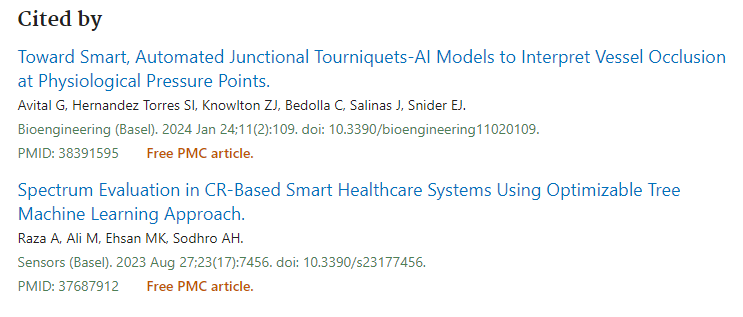 Cited by
Toward Smart, Automated Junctional Tourniquets-AI Models to Interpret Vessel Occlusion
at Physiological Pressure Points.
Avital G, Hernandez Torres SI, Knowlton ZJ, Bedolla C, Salinas J, Snider EJ.
Bioengineering (Basel). 2024 Jan 24;11(2):109. doi: 10.3390/bioengineering11020109.
PMID: 38391595 Free PMC article.
Spectrum Evaluation in CR-Based Smart Healthcare Systems Using Optimizable Tree
Machine Learning Approach.
Raza A, Ali M, Ehsan MK, Sodhro AH.
Sensors (Basel). 2023 Aug 27;23(17):7456. doi: 10.3390/s23177456.
PMID: 37687912 Free PMC article.